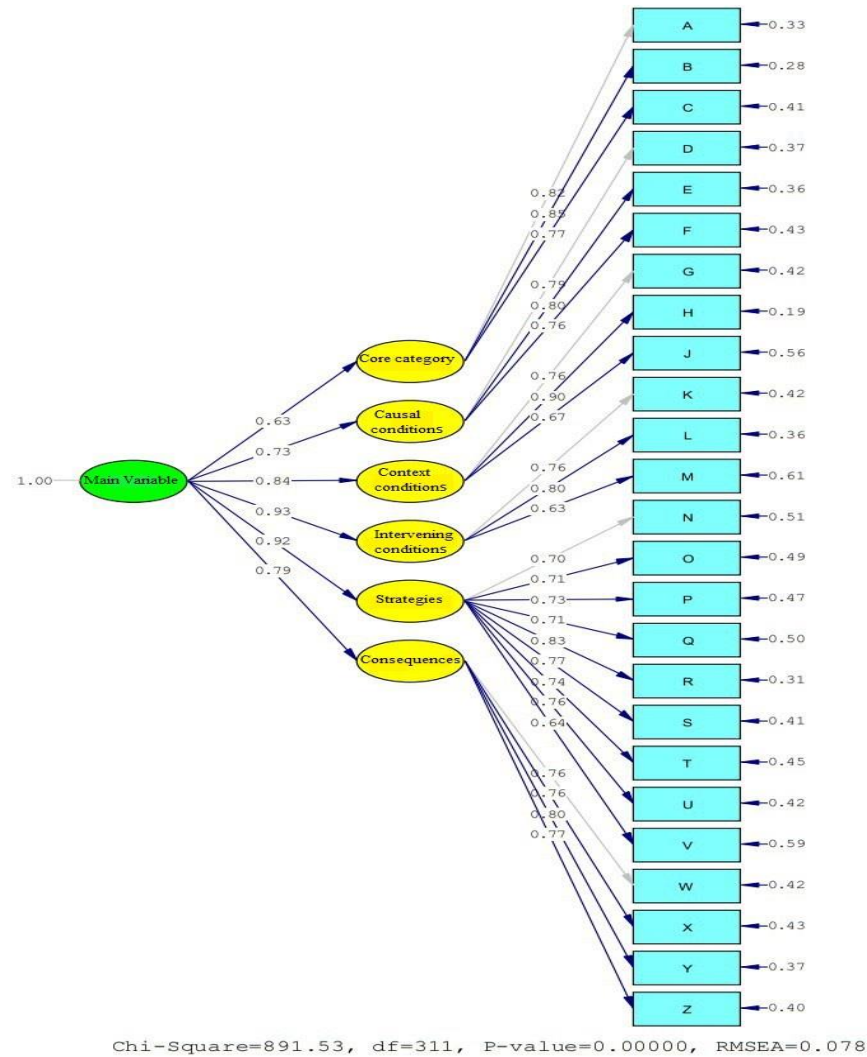 A
0.33
B
0.28
C
0.41
D
0.37
E
0.36
F
0.43
G
0.42
H
0.19
J
0.56
K
0.42
L
0.36
M
0.61
N
0.51
O
0.49
P
0.47
Q
0.50
R
0.31
S
0.41
T
0.45
U
0.42
V
0.59
W
0.42
X
0.43
Y
0.37
Z
0.40
0.82
0.85
0.77
0.79
0.80
0.76
0.76
0.90
0.67
0.76
0.80
0.63
0.70
0.71
0.73
0.71
0.83
0.77
0.74
0.76
0.64
0.76
0.76
0.80
0.77
Core category
Causal
conditions
Context
conditions
Intervening
conditions
Strategies
Consequences
0.63
0.73
0.84
0.93
0.92
0.79
1.00
Main Variable
Chi-Square=891.53, df=311, P-value=0.00000, RMSEA=0.078